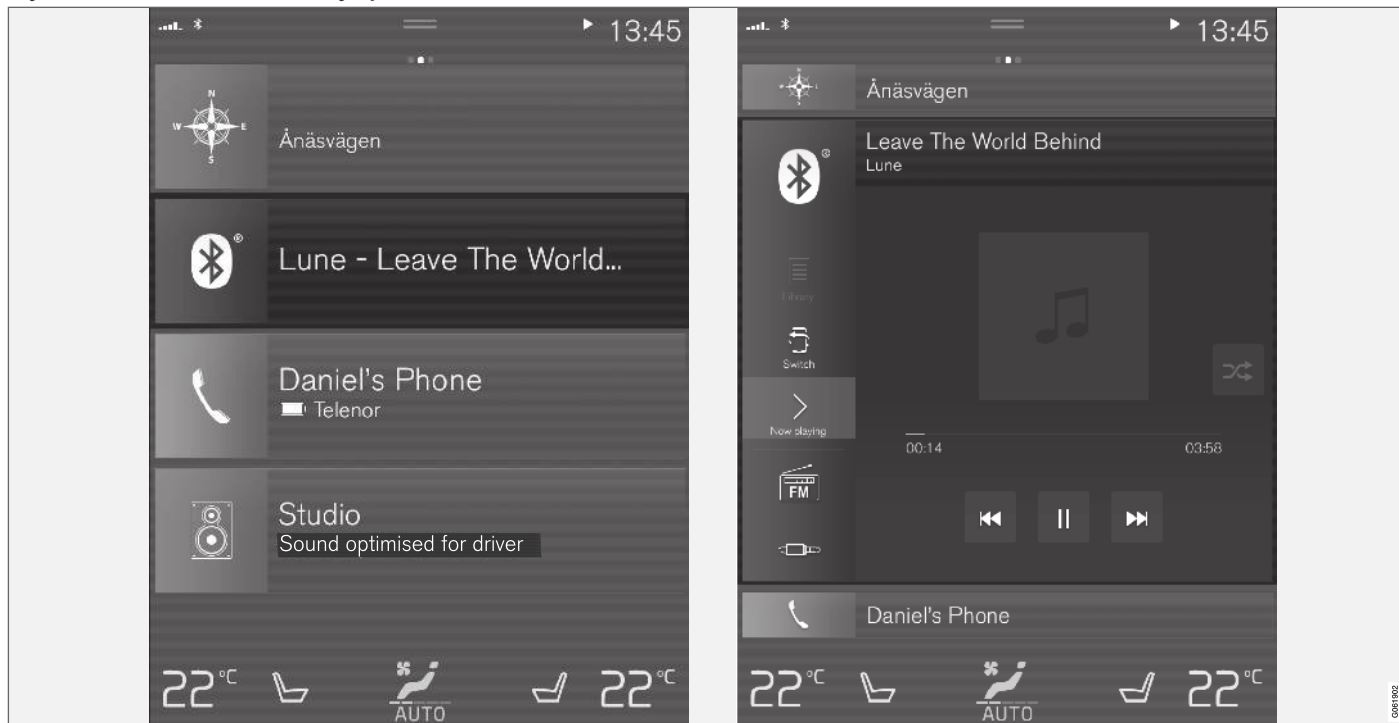 13:45
N
W E
S
Ånäsvägen
®
Lune - Leave The World...
Daniel's Phone
Telenor
Studio
Sound optimised for driver
22°C
AUTO
22°C
13:45
Ånäsvägen
®
Leave The World Behind
Lune
Library
Switch
Now playing
00:14
03:58
FM
Daniel's Phone
22°C
AUTO
22°C
G061902